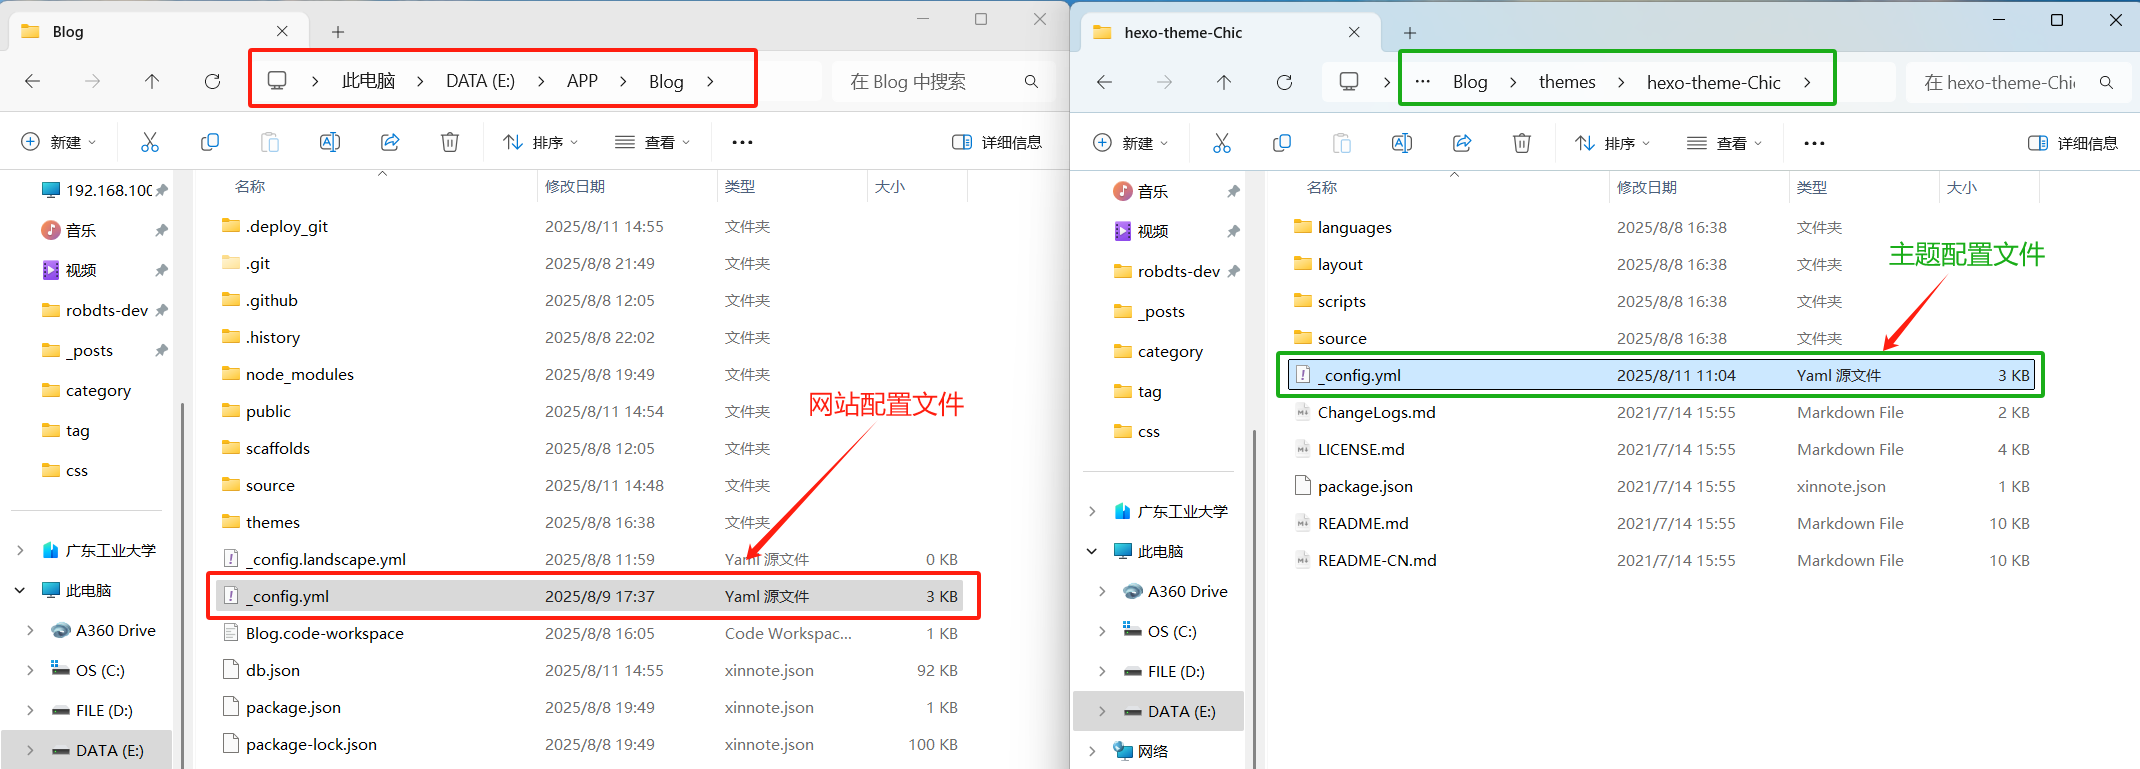 Blog
此电脑 DATA (E:) APP Blog
在 Blog 中搜索
新建 排序 查看 详细信息
名称 修改日期 类型 大小
192.168.100
音乐
视频
robdts-dev
_posts
category
tag
css
广东工业大学
此电脑
A360 Drive
OS (C:)
FILE (D:)
DATA (E:)
.deploy_git 2025/8/11 14:55 文件夹
.git 2025/8/8 21:49 文件夹
.github 2025/8/8 12:05 文件夹
.history 2025/8/8 22:02 文件夹
node_modules 2025/8/8 19:49 文件夹
public 2025/8/11 14:54 文件夹
scaffolds 2025/8/8 12:05 文件夹
source 2025/8/11 14:48 文件夹
themes 2025/8/8 16:38 文件夹
_config.landscape.yml 2025/8/8 11:59 Yaml 源文件 0 KB
_config.yml 2025/8/9 17:37 Yaml 源文件 3 KB
Blog.code-workspace 2025/8/8 16:05 Code Workspac... 1 KB
db.json 2025/8/11 14:55 xinnote.json 92 KB
package.json 2025/8/8 19:49 xinnote.json 1 KB
package-lock.json 2025/8/8 19:49 xinnote.json 100 KB
网站配置文件
hexo-theme-Chic
··· Blog themes hexo-theme-Chic
在 hexo-theme-Chi
新建 排序 查看 详细信息
名称 修改日期 类型 大小
音乐
视频
robdts-dev
_posts
category
tag
css
广东工业大学
此电脑
A360 Drive
OS (C:)
FILE (D:)
DATA (E:)
网络
languages 2025/8/8 16:38 文件夹
layout 2025/8/8 16:38 文件夹
scripts 2025/8/8 16:38 文件夹
source 2025/8/8 16:38 文件夹
_config.yml 2025/8/11 11:04 Yaml 源文件 3 KB
ChangeLogs.md 2021/7/14 15:55 Markdown File 2 KB
LICENSE.md 2021/7/14 15:55 Markdown File 4 KB
package.json 2021/7/14 15:55 xinnote.json 1 KB
README.md 2021/7/14 15:55 Markdown File 10 KB
README-CN.md 2021/7/14 15:55 Markdown File 10 KB
主题配置文件